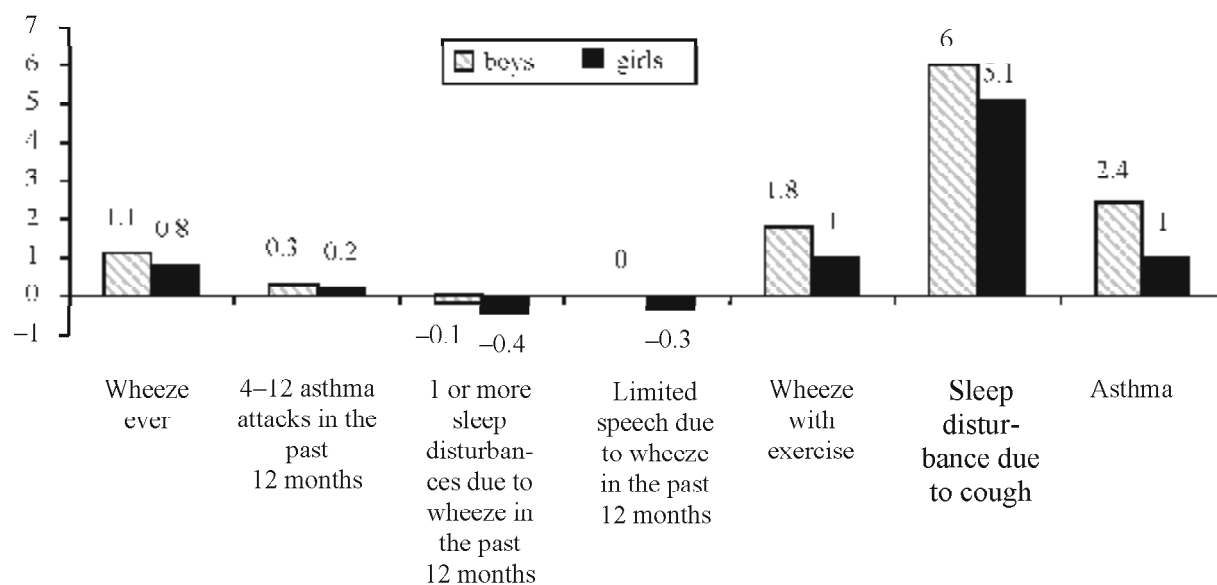 7
6
5
4
3
2
1
0
–1
boys
girls
1.1
0.8
0.3
0.2
–0.1
–0.4
0
–0.3
1.8
1
6
5.1
2.4
1
Wheeze
ever
4–12 asthma
attacks in the
past
12 months
1 or more
sleep
disturban-
ces due to
wheeze in
the past
12 months
Limited
speech due
to wheeze
in the past
12 months
Wheeze
with
exercise
Sleep
distur-
bance due
to cough
Asthma